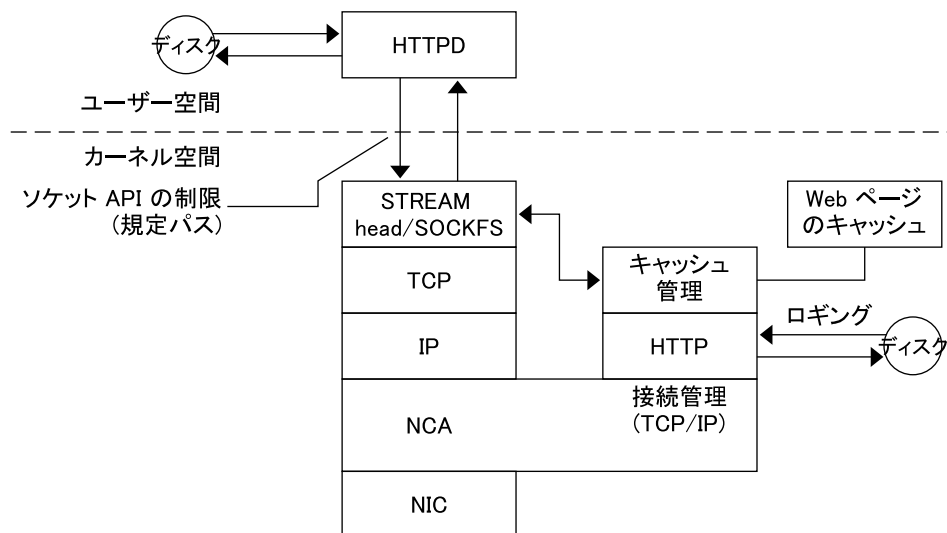 ディスク
HTTPD
ユーザー空間
カーネル空間
ソケット API の制限
(規定パス)
STREAM
head/SOCKFS
Web ページ
のキャッシュ
TCP
キャッシュ
管理
ロギング
IP
HTTP
ディスク
NCA
接続管理
(TCP/IP)
NIC